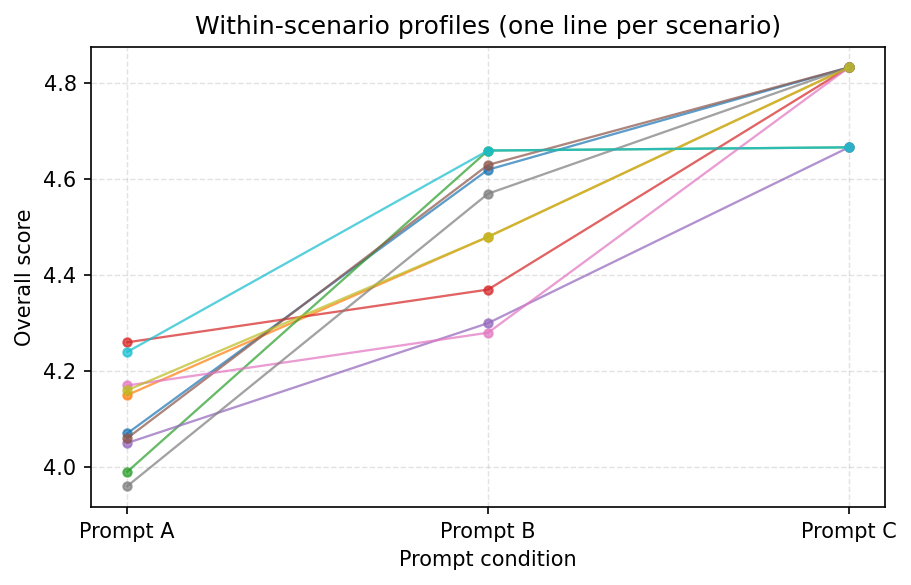 Within-scenario profiles (one line per scenario)
Overall score
4.8
4.6
4.4
4.2
4.0
Prompt A
Prompt B
Prompt C
Prompt condition